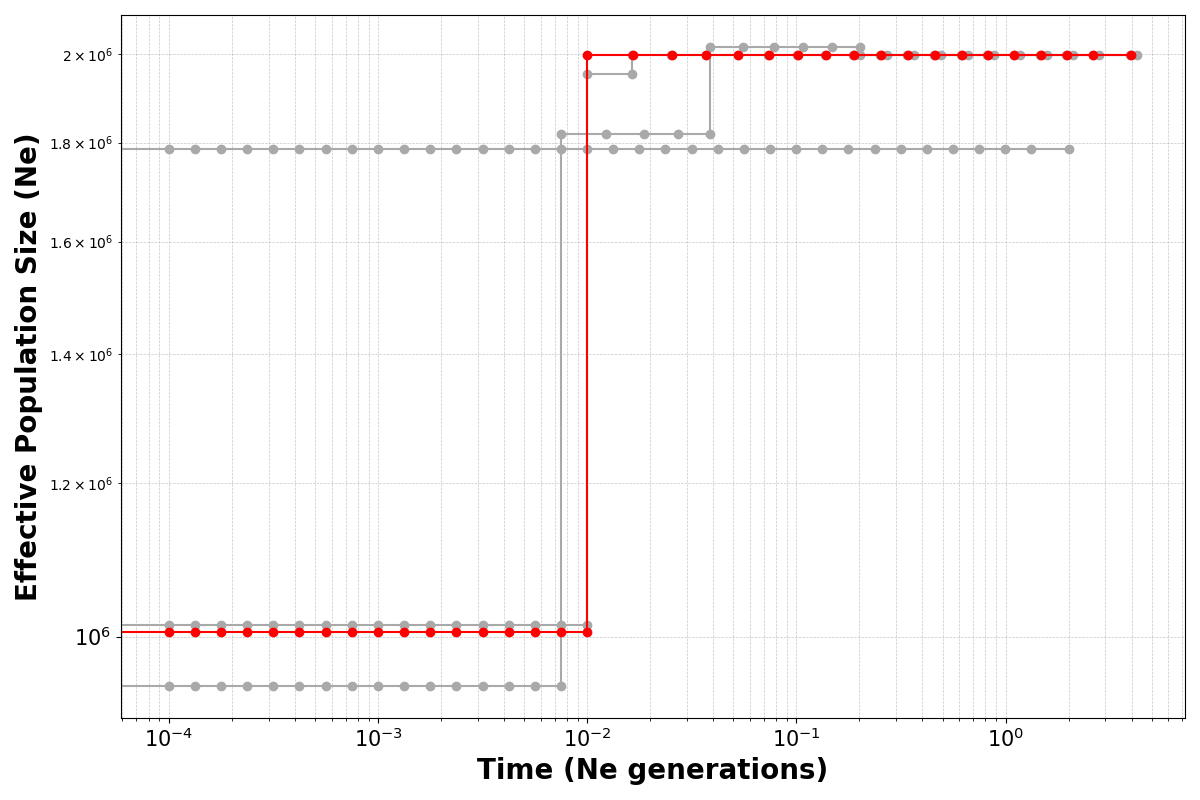 Effective Population Size (Ne)
2 × 10⁶
1.8 × 10⁶
1.6 × 10⁶
1.4 × 10⁶
1.2 × 10⁶
10⁶
10⁻⁴ 10⁻³ 10⁻² 10⁻¹ 10⁰
Time (Ne generations)